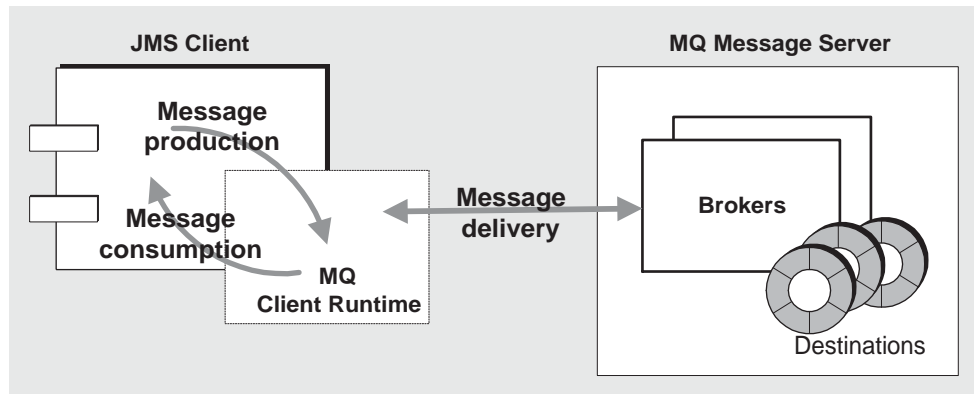 JMS Client
MQ Message Server
Message
production
Message
consumption
MQ
Client Runtime
Message
delivery
Brokers
Destinations